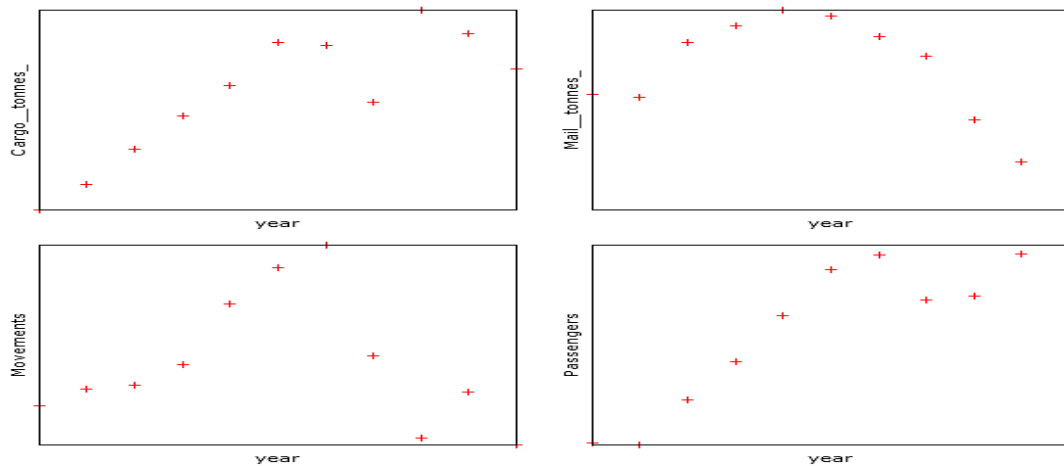 Cargo__tonnes_
year
Mail__tonnes_
year
Movements
year
Passengers
year